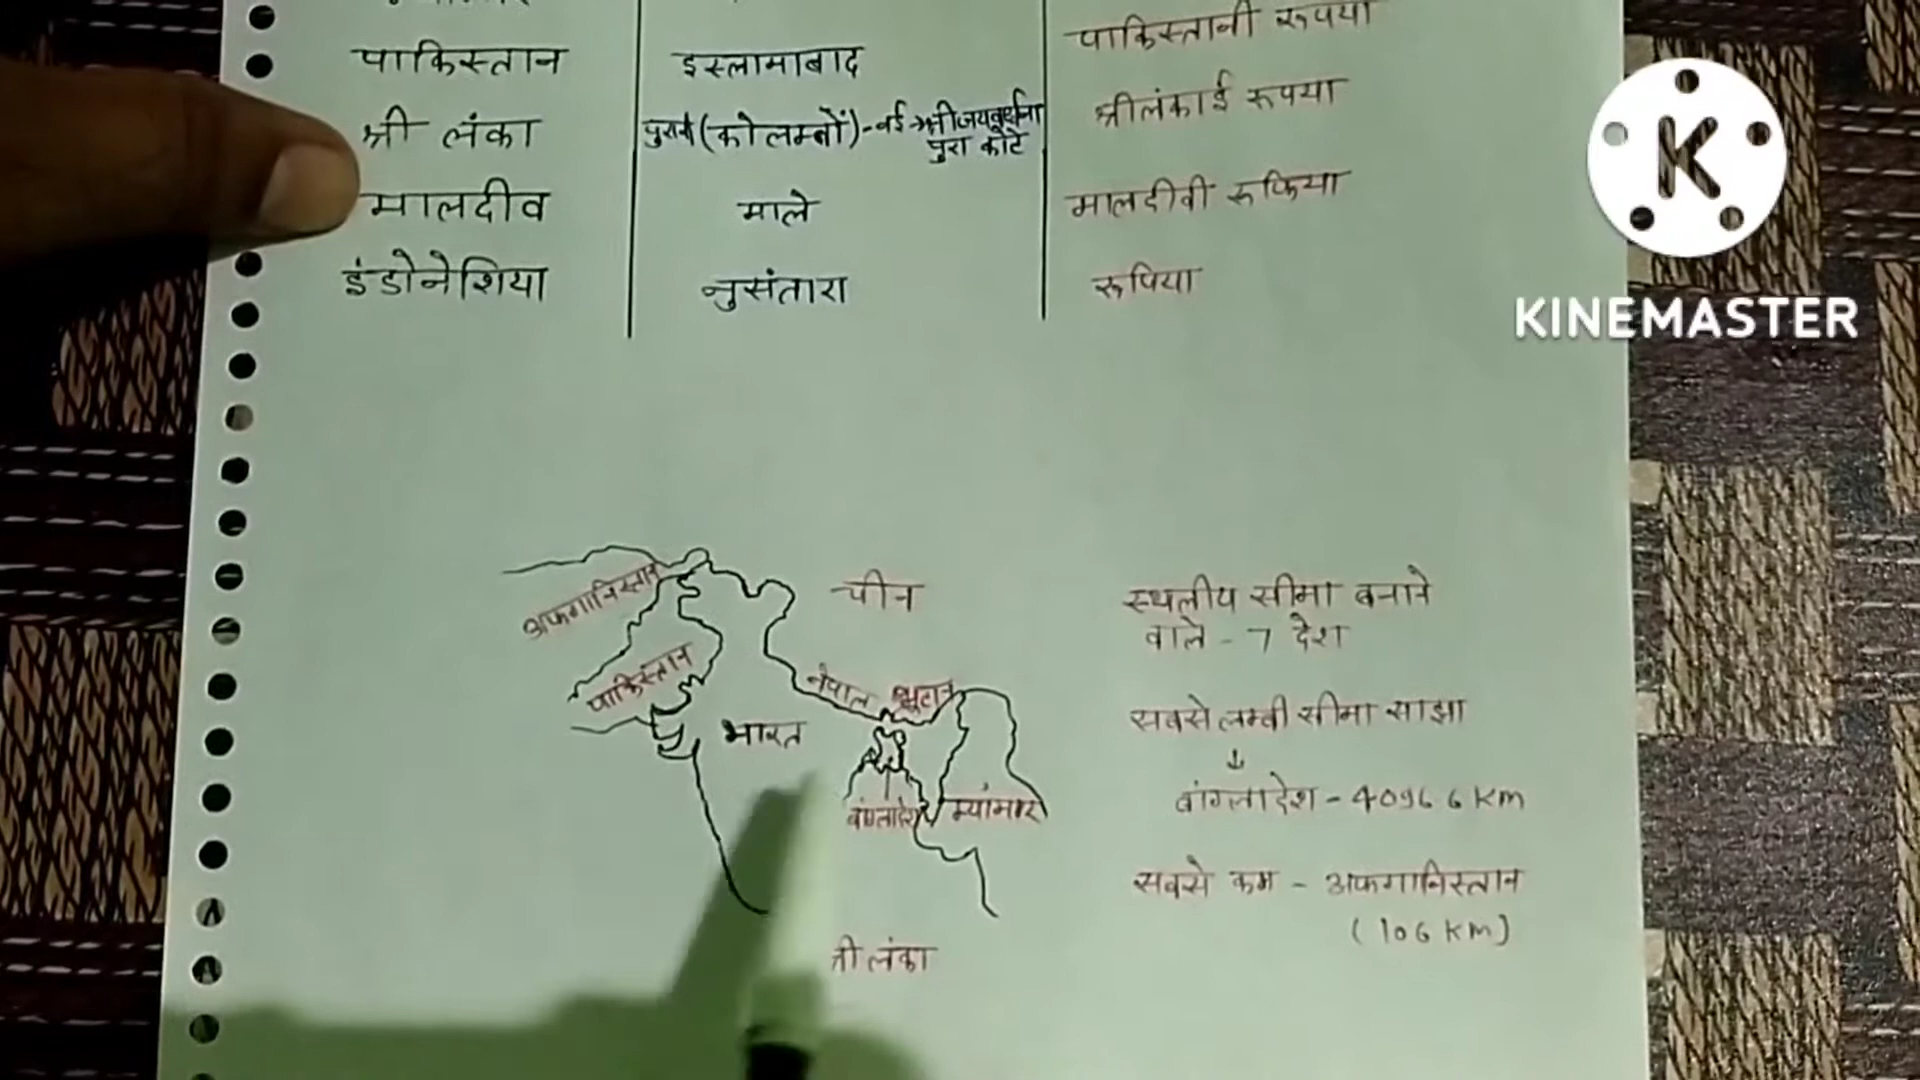 पाकिस्तान इस्लामाबाद पाकिस्तानी रूपया
श्री लंका पुरानी (कोलम्बों)-नई→श्री जयवर्धना श्रीलंकाई रूपया
पुरा कोटे
मालदीव माले मालदीवी रूफिया
इंडोनेशिया नुसंतारा रूपिया
K
KINEMASTER
अफगानिस्तान
चीन
पाकिस्तान
नेपाल भूटान
भारत
बांग्लादेश म्यांमार
श्री लंका
स्थलीय सीमा बनाने
वाले - 7 देश
सबसे लम्बी सीमा साझा
↓
बांग्लादेश - 4096 6 KM
सबसे कम - अफगानिस्तान
(106 KM)